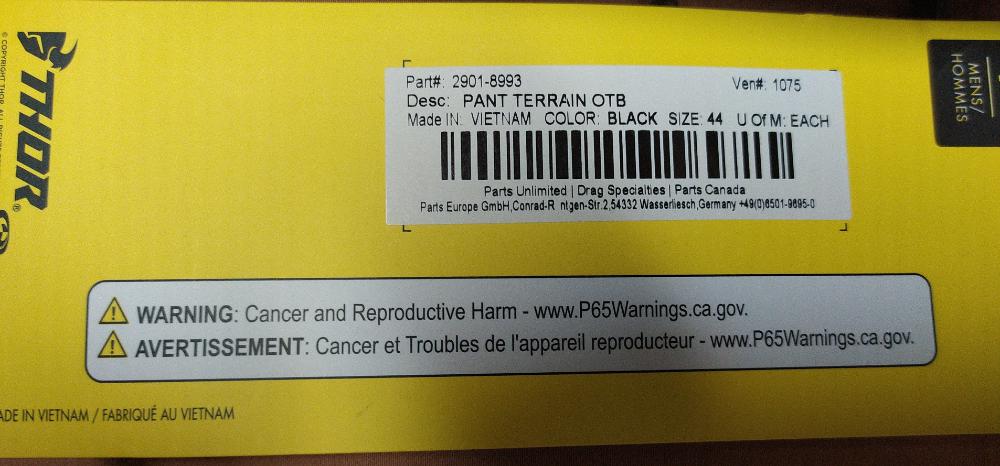 THOR®
MENS/
HOMMES
Part#: 2901-8993 Ven#: 1075
Desc: PANT TERRAIN OTB
Made IN: VIETNAM COLOR: BLACK SIZE: 44 U Of M: EACH
Parts Unlimited | Drag Specialties | Parts Canada
Parts Europe GmbH,Conrad-R ntgen-Str.2,54332 Wasserliesch,Germany +49(0)6501-9695-0
WARNING: Cancer and Reproductive Harm - www.P65Warnings.ca.gov.
AVERTISSEMENT: Cancer et Troubles de l'appareil reproducteur - www.P65Warnings.ca.gov.
ADE IN VIETNAM / FABRIQUÉ AU VIETNAM